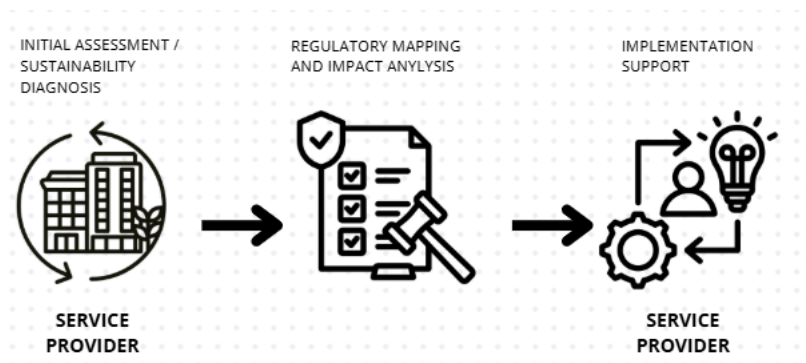 INITIAL ASSESSMENT /
SUSTAINABILITY
DIAGNOSIS
REGULATORY MAPPING
AND IMPACT ANYLYSIS
IMPLEMENTATION
SUPPORT
SERVICE
PROVIDER
SERVICE
PROVIDER